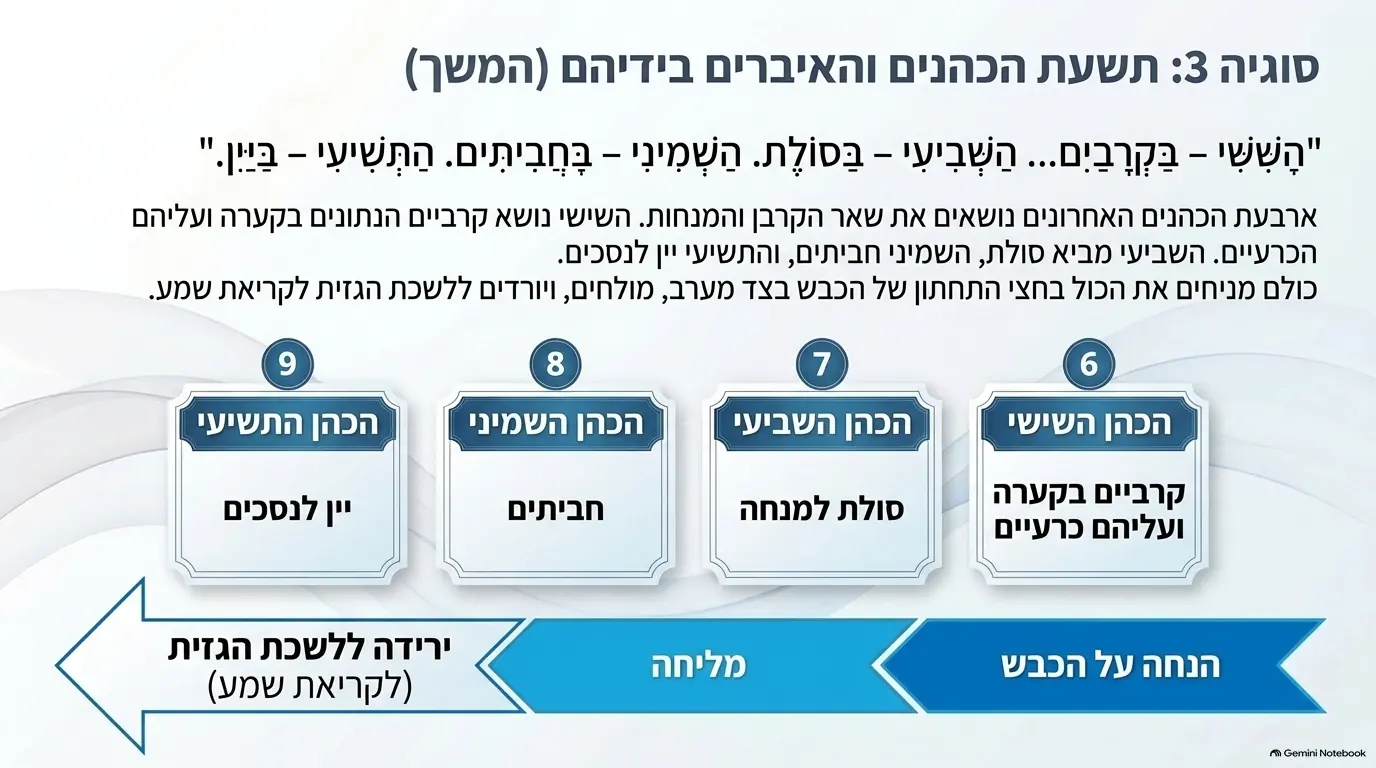 סוגיה 3: תשעת הכהנים והאיברים בידיהם (המשך)
"הָשִּׁשִּׁי – בַּקְרָבַיִם... הַשְּׁבִיעִי – בַּסוֹלֶת. הַשְּׁמִינִי – בָּחֲבִיתִּים. הַתְּשִׁיעִי – בַּיַּיִן."
ארבעת הכהנים האחרונים נושאים את שאר הקרבן והמנחות. השישי נושא קרביים הנתונים בקערה ועליהם
הכרעיים. השביעי מביא סולת, השמיני חביתים, והתשיעי יין לנסכים.
כולם מניחים את הכול בחצי התחתון של הכבש בצד מערב, מולחים, ויורדים ללשכת הגזית לקריאת שמע.
6
הכהן השישי
קרביים בקערה
ועליהם כרעיים
7
הכהן השביעי
סולת למנחה
8
הכהן השמיני
חביתים
9
הכהן התשיעי
יין לנסכים
הנחה על הכבש
מליחה
ירידה ללשכת הגזית
(לקריאת שמע)
Gemini Notebook